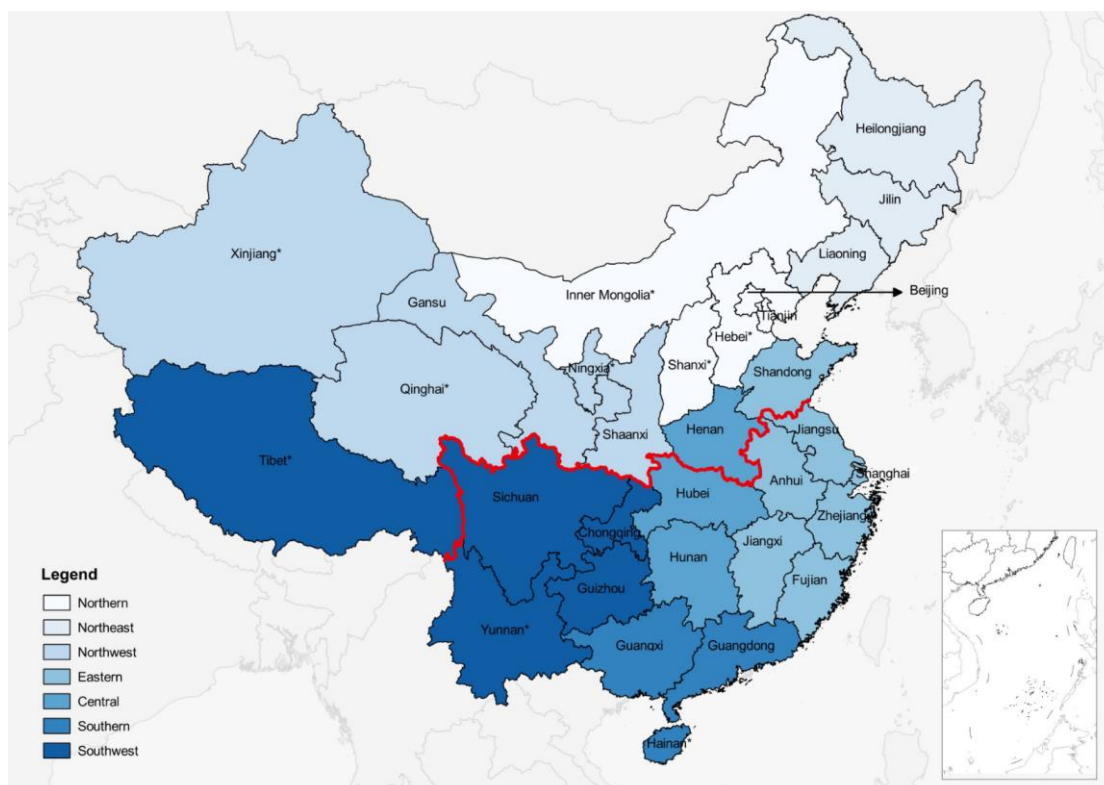 Heilongjiang
Jilin
Xinjiang*
Liaoning
Inner Mongolia*
Beijing
Gansu
Tianjin
Hebei*
Shanxi*
Ningxia*
Shandong
Qinghai*
Shaanxi
Henan
Jiangsu
Tibet*
Shanghai
Anhui
Sichuan
Hubei
Zhejiang
Chongqing
Jiangxi
Hunan
Fujian
Guizhou
Yunnan*
Guangxi
Guangdong
Hainan*
Legend
Northern
Northeast
Northwest
Eastern
Central
Southern
Southwest